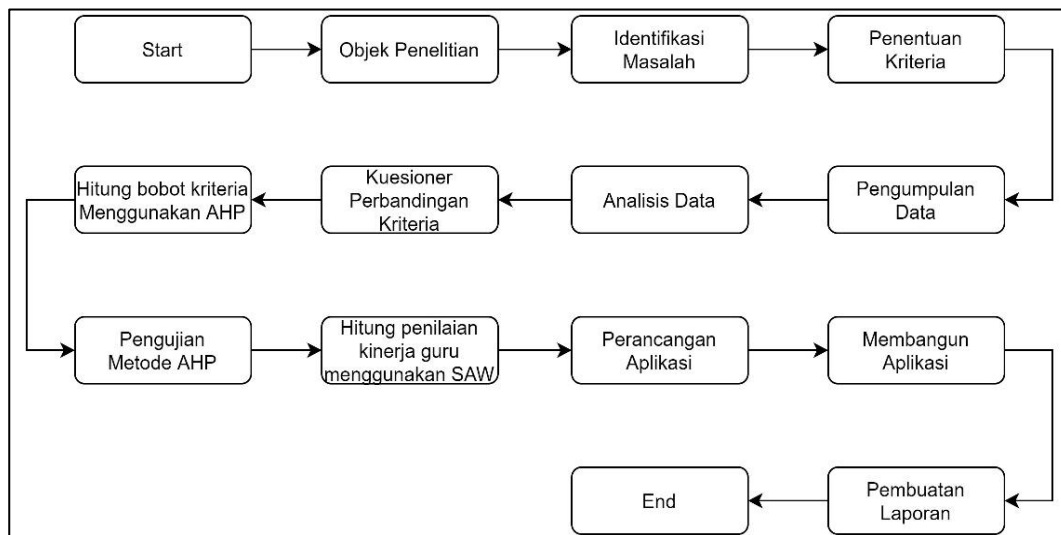 Start
Objek Penelitian
Identifikasi
Masalah
Penentuan
Kriteria
Pengumpulan
Data
Analisis Data
Kuesioner
Perbandingan
Kriteria
Hitung bobot kriteria
Menggunakan AHP
Pengujian
Metode AHP
Hitung penilaian
kinerja guru
menggunakan SAW
Perancangan
Aplikasi
Membangun
Aplikasi
Pembuatan
Laporan
End